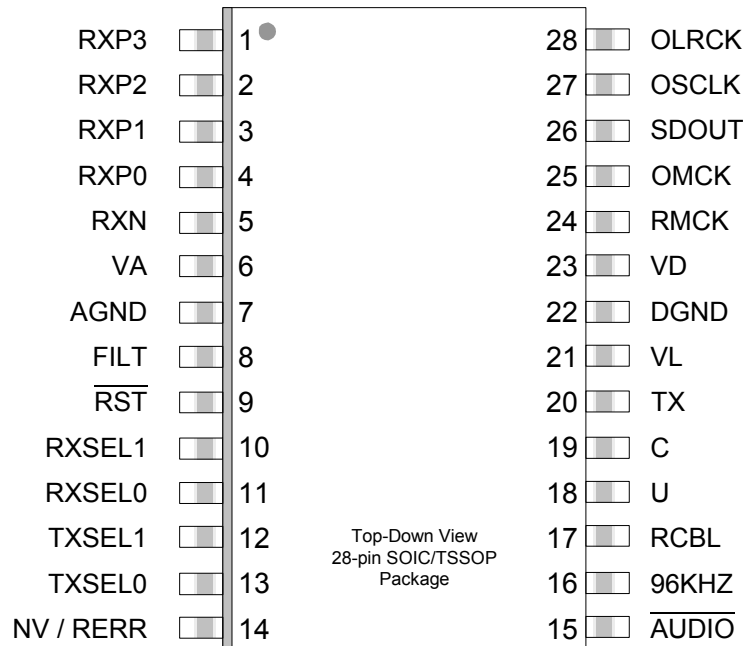 RXP3 1 28 OLRCK
RXP2 2 27 OSCLK
RXP1 3 26 SDOUT
RXP0 4 25 OMCK
RXN 5 24 RMCK
VA 6 23 VD
AGND 7 22 DGND
FILT 8 21 VL
RST 9 20 TX
RXSEL1 10 19 C
RXSEL0 11 18 U
TXSEL1 12 17 RCBL
TXSEL0 13 16 96KHZ
NV / RERR 14 15 AUDIO
Top-Down View
28-pin SOIC/TSSOP
Package